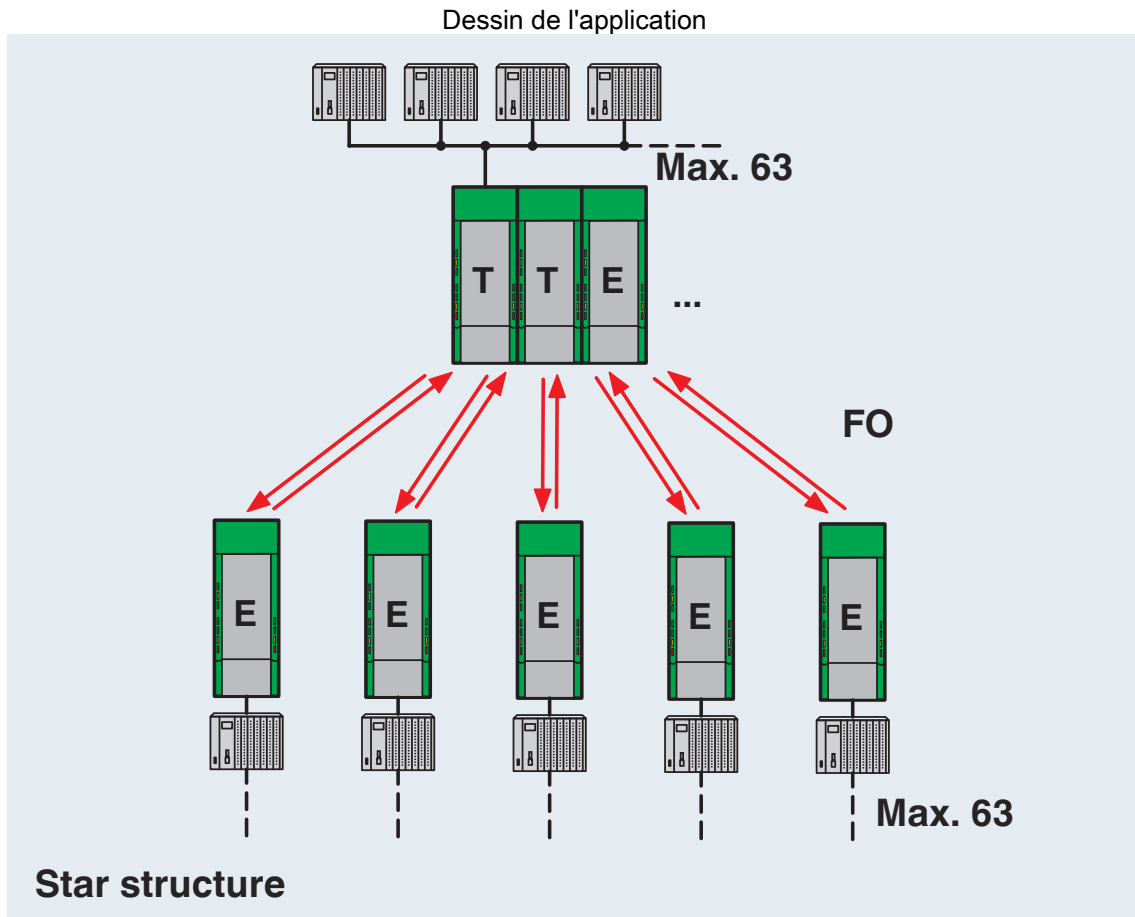 Dessin de l'application
Max. 63
T T E ...
FO
E E E E E
Max. 63
Star structure